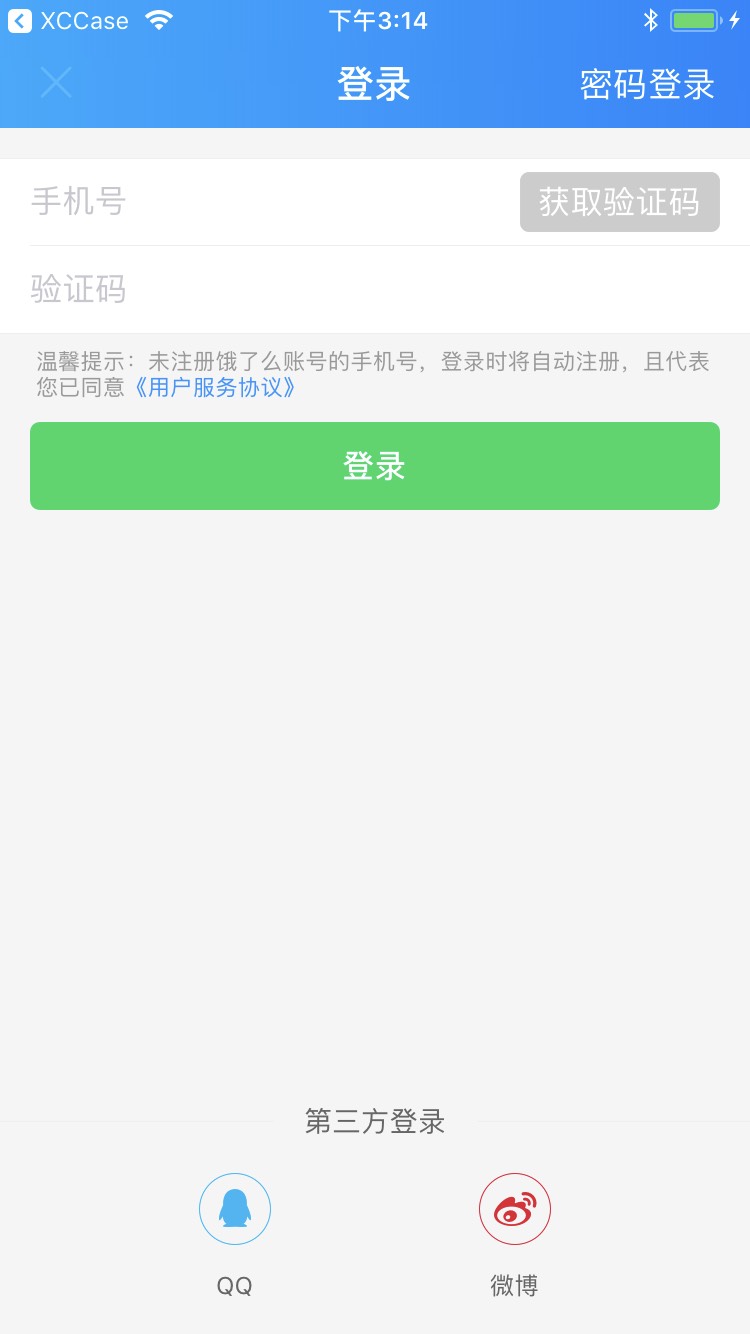 XCCase 下午3:14
登录 密码登录
手机号 获取验证码
验证码
温馨提示：未注册饿了么账号的手机号，登录时将自动注册，且代表
您已同意《用户服务协议》
登录
第三方登录
QQ 微博